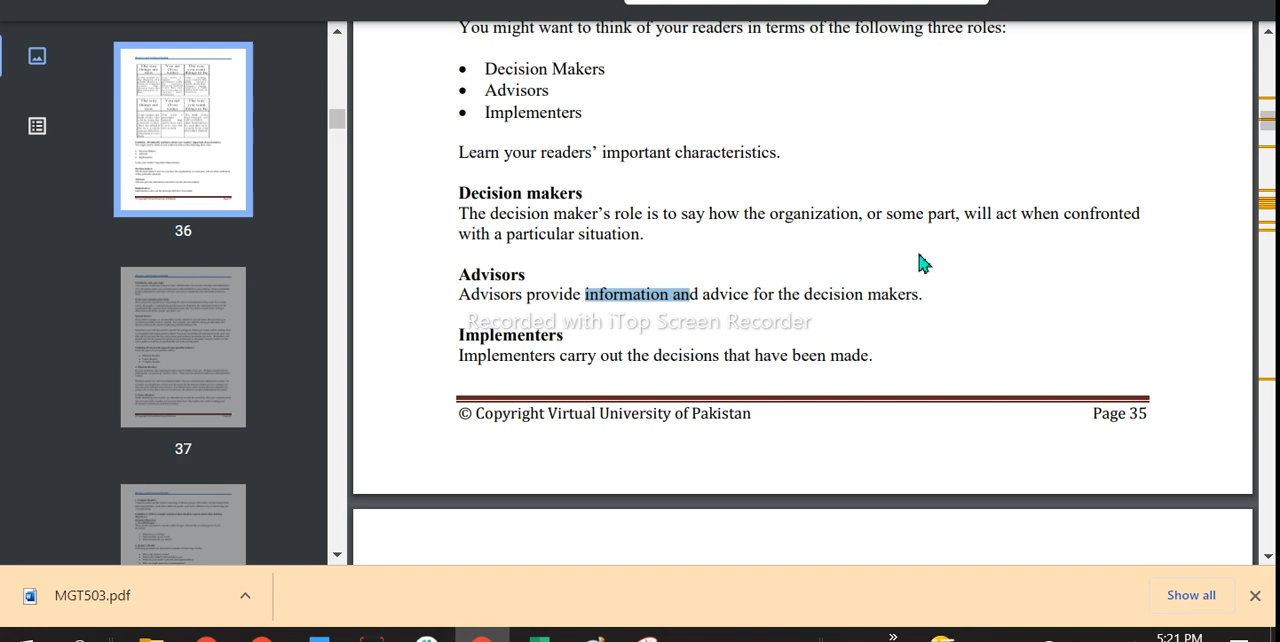 You might want to think of your readers in terms of the following three roles:
• Decision Makers
• Advisors
• Implementers
Learn your readers’ important characteristics.
Decision makers
The decision maker’s role is to say how the organization, or some part, will act when confronted
with a particular situation.
Advisors
Advisors provide information and advice for the decision makers.
Recorded with iTop Screen Recorder
Implementers
Implementers carry out the decisions that have been made.
© Copyright Virtual University of Pakistan Page 35
36
37
MGT503.pdf
Show all
5:21 PM